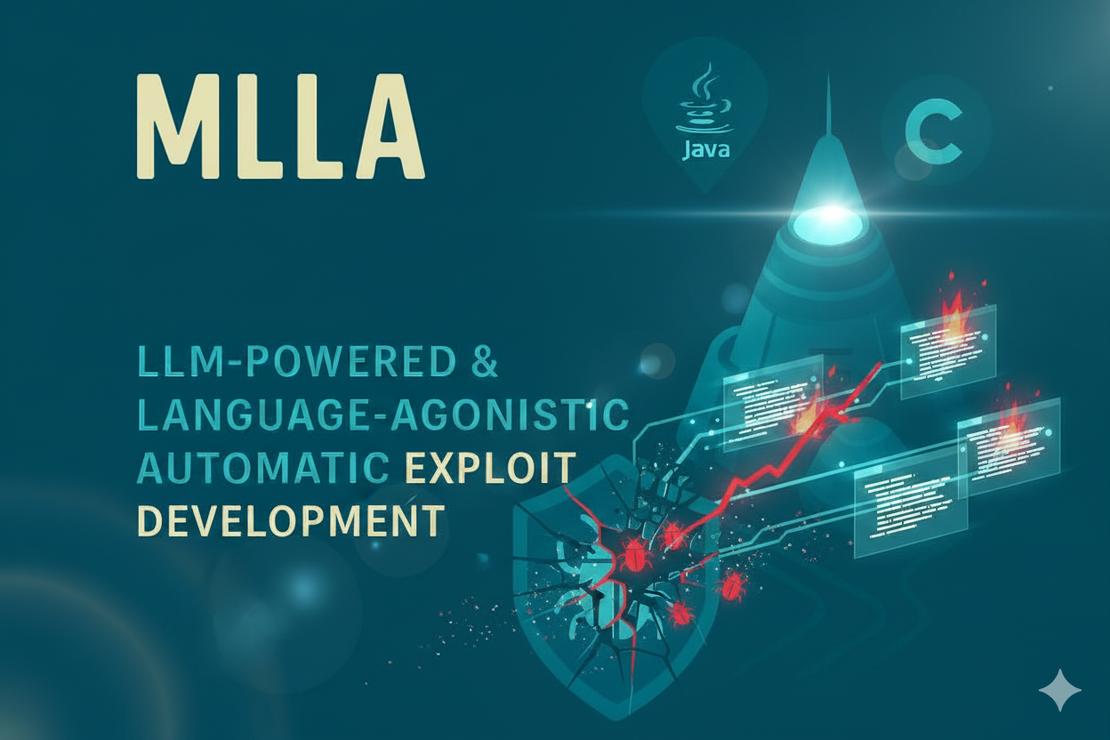 MLLA
Java
C
LLM-POWERED &
LANGUAGE-AGONISTIC
AUTOMATIC EXPLOIT
DEVELOPMENT